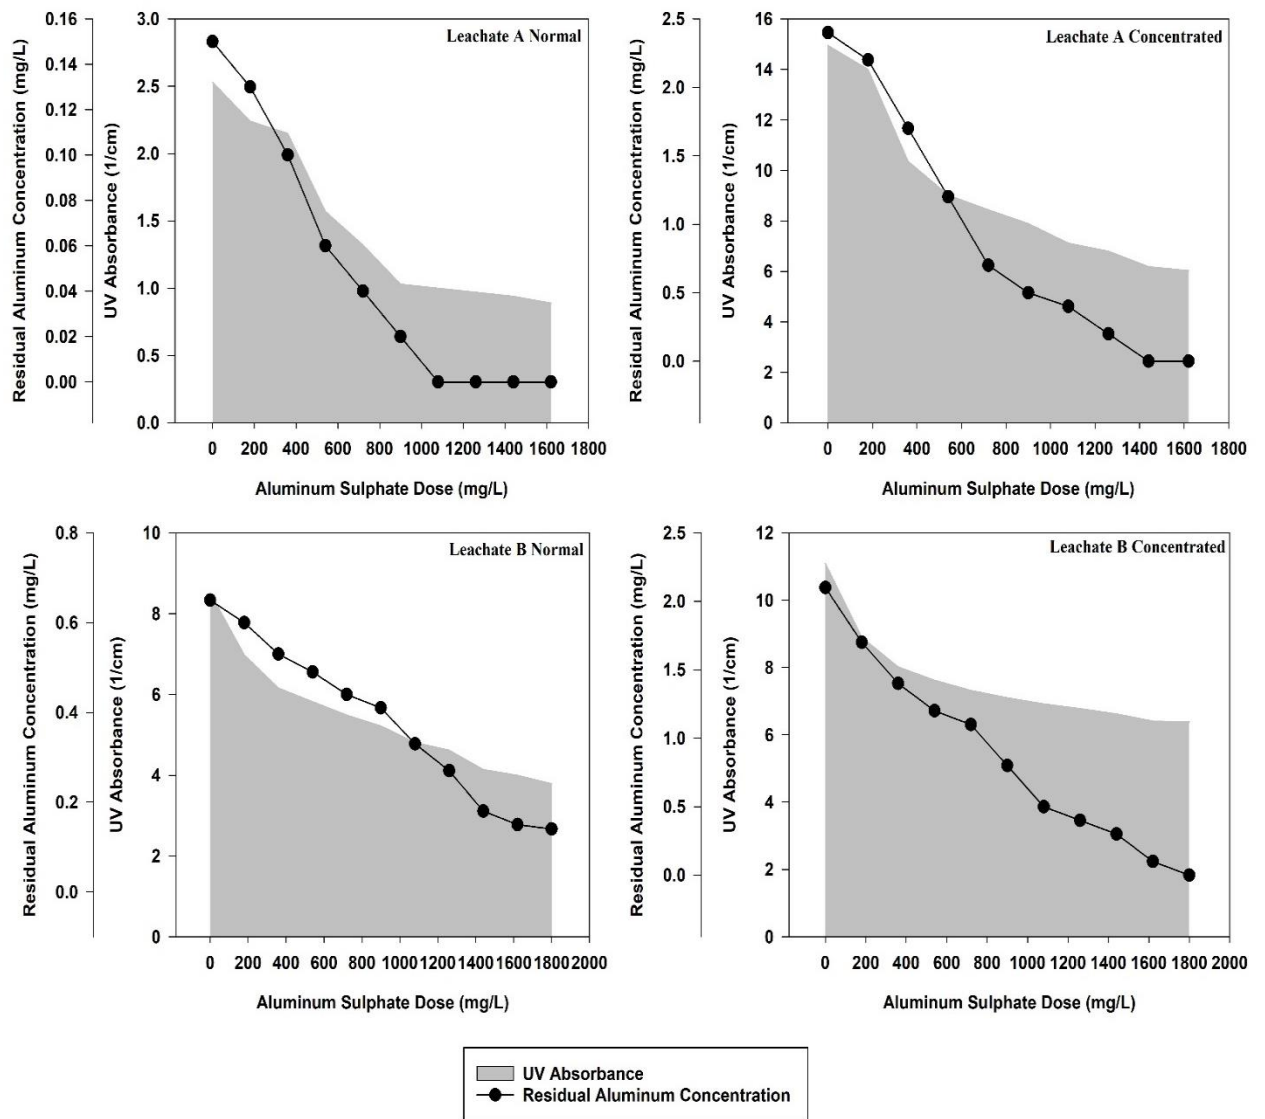 Leachate A Normal
Residual Aluminum Concentration (mg/L)
0.16
0.14
0.12
0.10
0.08
0.06
0.04
0.02
0.00
UV Absorbance (1/cm)
3.0
2.5
2.0
1.5
1.0
0.5
0.0
0 200 400 600 800 1000 1200 1400 1600 1800
Aluminum Sulphate Dose (mg/L)
Leachate A Concentrated
Residual Aluminum Concentration (mg/L)
2.5
2.0
1.5
1.0
0.5
0.0
UV Absorbance (1/cm)
16
14
12
10
8
6
4
2
0
0 200 400 600 800 1000 1200 1400 1600 1800
Aluminum Sulphate Dose (mg/L)
Leachate B Normal
Residual Aluminum Concentration (mg/L)
0.8
0.6
0.4
0.2
0.0
UV Absorbance (1/cm)
10
8
6
4
2
0
0 200 400 600 800 1000 1200 1400 1600 1800 2000
Aluminum Sulphate Dose (mg/L)
Leachate B Concentrated
Residual Aluminum Concentration (mg/L)
2.5
2.0
1.5
1.0
0.5
0.0
UV Absorbance (1/cm)
12
10
8
6
4
2
0
0 200 400 600 800 1000 1200 1400 1600 1800 2000
Aluminum Sulphate Dose (mg/L)
UV Absorbance
Residual Aluminum Concentration